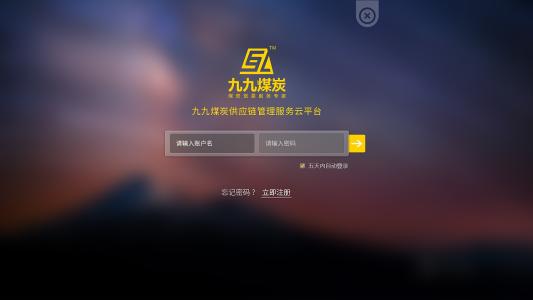 TM
九九煤炭
九九煤炭供应链管理服务云平台
请输入账户名 请输入密码
五天内自动登录
忘记密码？ 立即注册